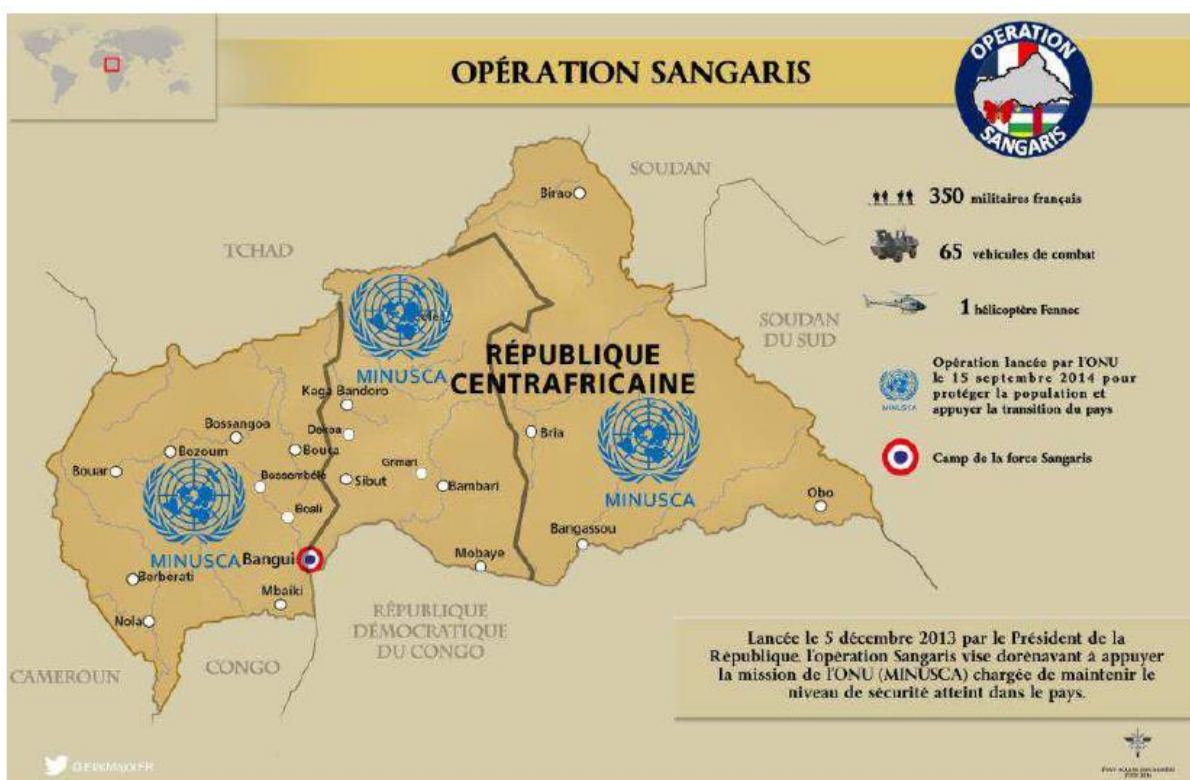 OPÉRATION SANGARIS
OPERATION
SANGARIS
350 militaires français
65 véhicules de combat
1 hélicoptère Fennec
MINUSCA
Opération lancée par l'ONU
le 15 septembre 2014 pour
protéger la population et
appuyer la transition du pays
Camp de la force Sangaris
SOUDAN
Birao
TCHAD
SOUDAN
DU SUD
MINUSCA
RÉPUBLIQUE
CENTRAFRICAINE
Kaga Bandoro
Bossangoa
Dekoa
Bria
Bozoum
Bouca
Bouar
Grimari
Bossembélé
Sibut
Bambari
MINUSCA
Obo
Boali
Bangassou
MINUSCA
Bangui
Mobaye
Berberati
Mbaïki
Nola
RÉPUBLIQUE
DÉMOCRATIQUE
DU CONGO
CONGO
CAMEROUN
Lancée le 5 décembre 2013 par le Président de la
République, l'opération Sangaris vise dorénavant à appuyer
la mission de l'ONU (MINUSCA) chargée de maintenir le
niveau de sécurité atteint dans le pays.
@EtatMajorFR